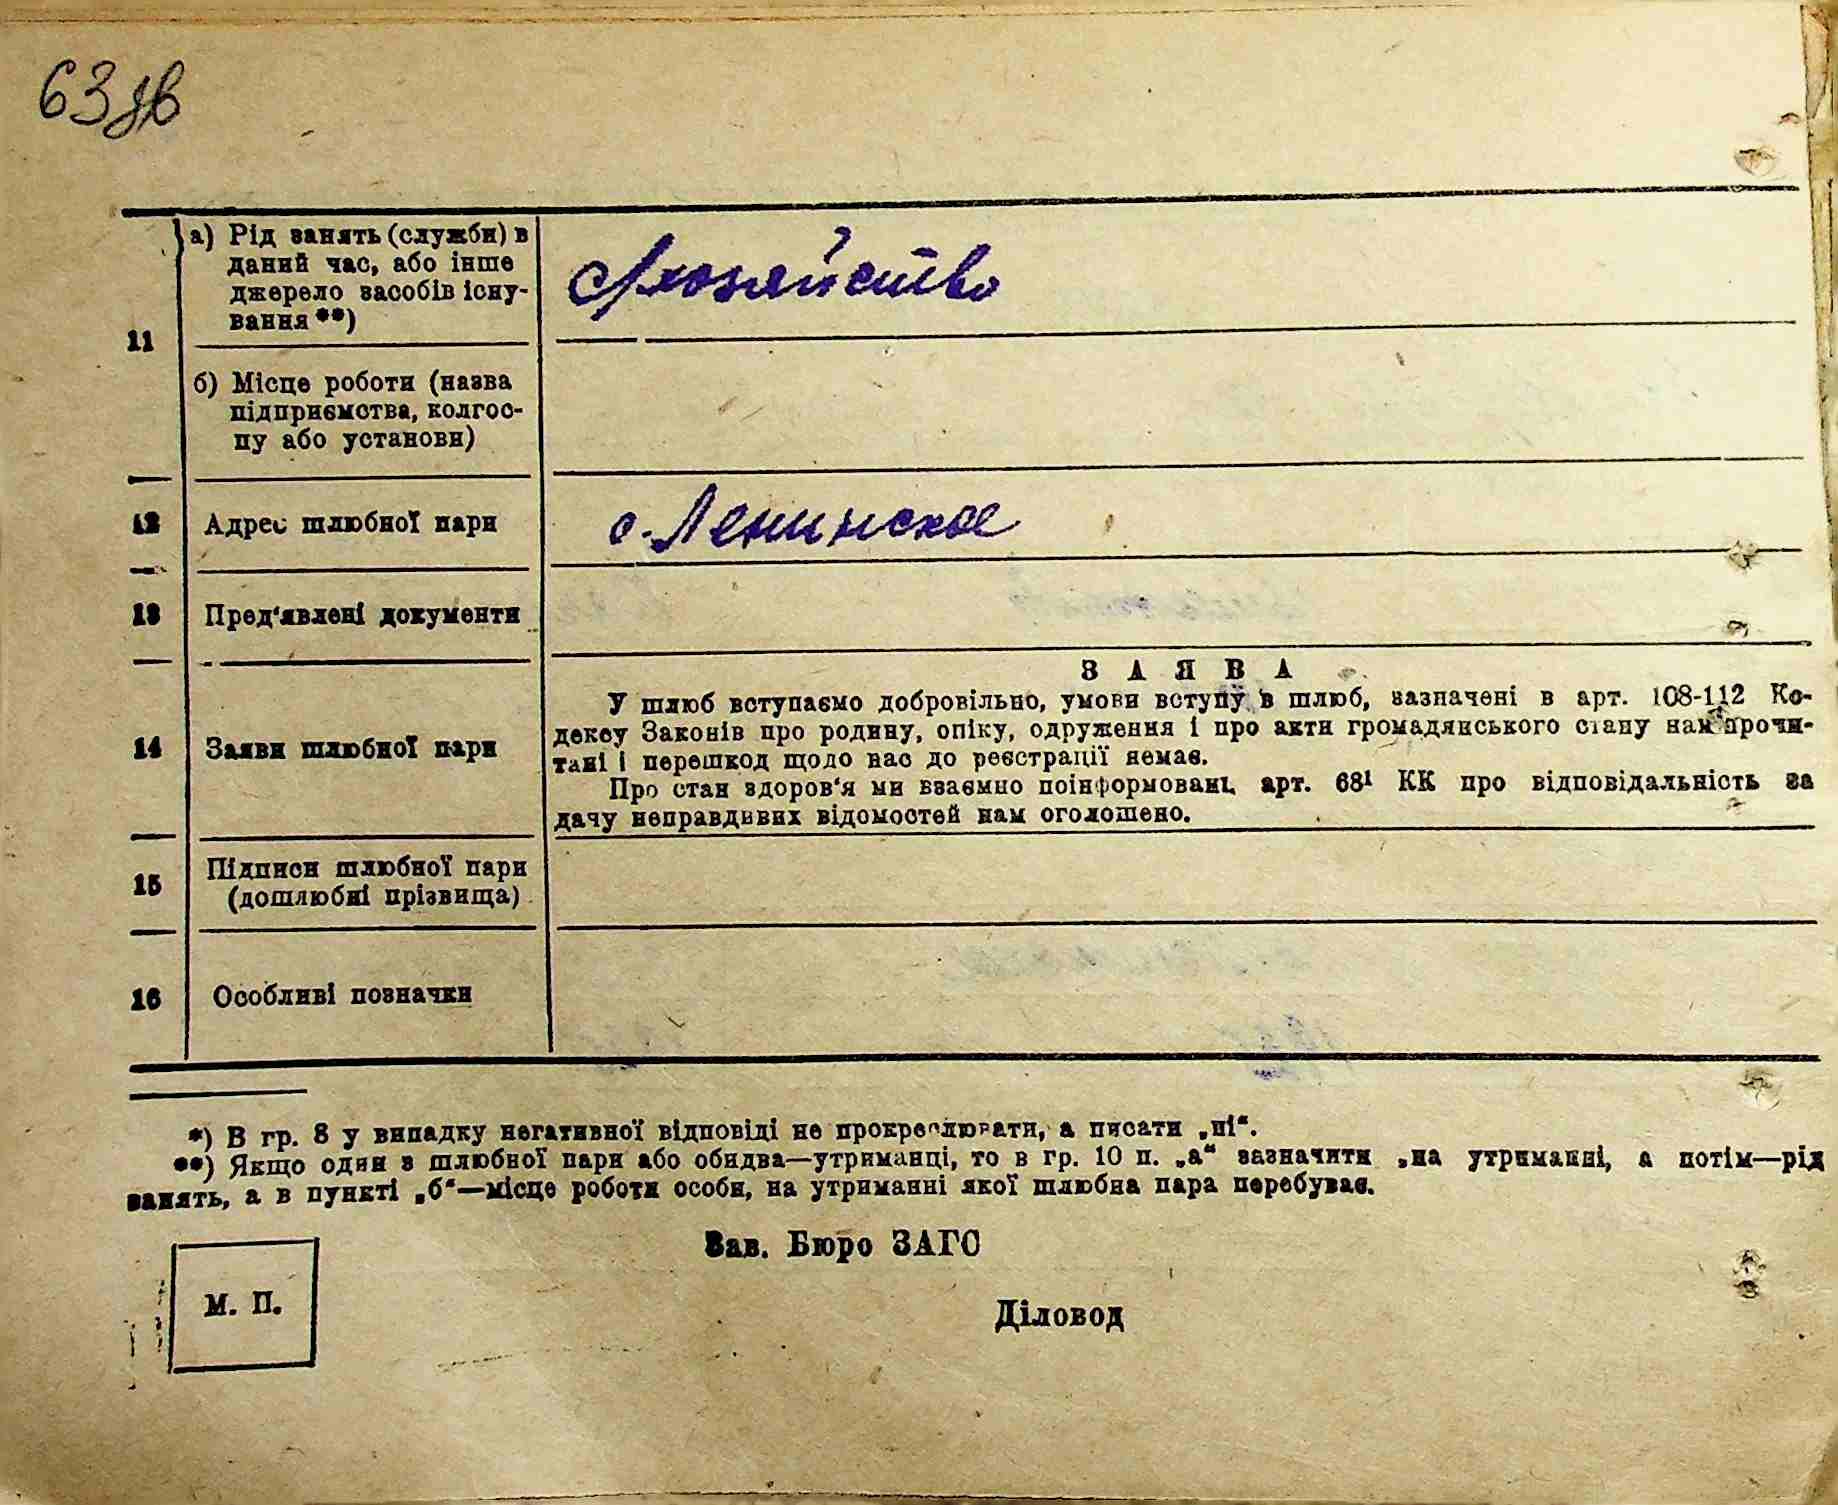 63 зв
а) Рід занять (служби) в
даний час, або інше
джерело засобів існу-
вання **)
С/хозяйство
11
б) Місце роботи (назва
підприємства, колгос-
пу або установи)
12 Адрес шлюбної пари с. Ленинское
13 Пред'явлені документи
ЗАЯВА
У шлюб вступаємо добровільно, умови вступу в шлюб, зазначені в арт. 108-112 Ко-
дексу Законів про родину, опіку, одруження і про акти громадянського стану нам прочи-
тані і перешкод щодо нас до реєстрації немає.
Про стан здоров'я ми взаємно поінформовані, арт. 68¹ КК про відповідальність за
дачу неправдивих відомостей нам оголошено.
14 Заяви шлюбної пари
15 Підписи шлюбної пари
(дошлюбні прізвища)
16 Особливі позначки
*) В гр. 8 у випадку негативної відповіді не прокреслювати, а писати „ні“.
**) Якщо один з шлюбної пари або обидва—утриманці, то в гр. 10 п. „а“ зазначити „на утриманні, а потім—рід
занять, а в пункті „б“—місце роботи особи, на утриманні якої шлюбна пара перебуває.
Зав. Бюро ЗАГС
М. П.
Діловод